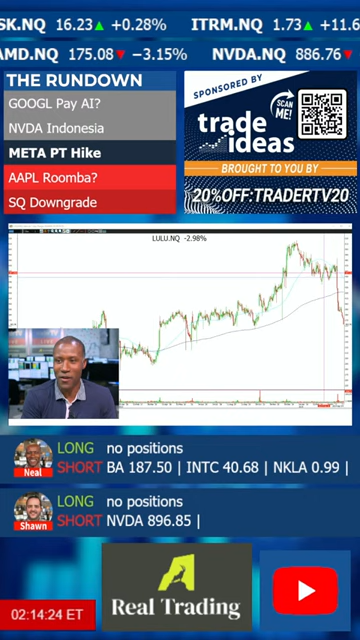 SK.NQ 16.23▲ +0.28% ITRM.NQ 1.73▲ +11.6
AMD.NQ 175.08▼ −3.15% NVDA.NQ 886.76▼
THE RUNDOWN
GOOGL Pay AI?
NVDA Indonesia
META PT Hike
AAPL Roomba?
SQ Downgrade
SPONSORED BY
SCAN ME!
trade ideas
BROUGHT TO YOU BY
20%OFF:TRADERTV20
LULU.NQ -2.98%
LONG no positions
SHORT BA 187.50 | INTC 40.68 | NKLA 0.99 |
Neal
LONG no positions
SHORT NVDA 896.85 |
Shawn
Real Trading
02:14:24 ET